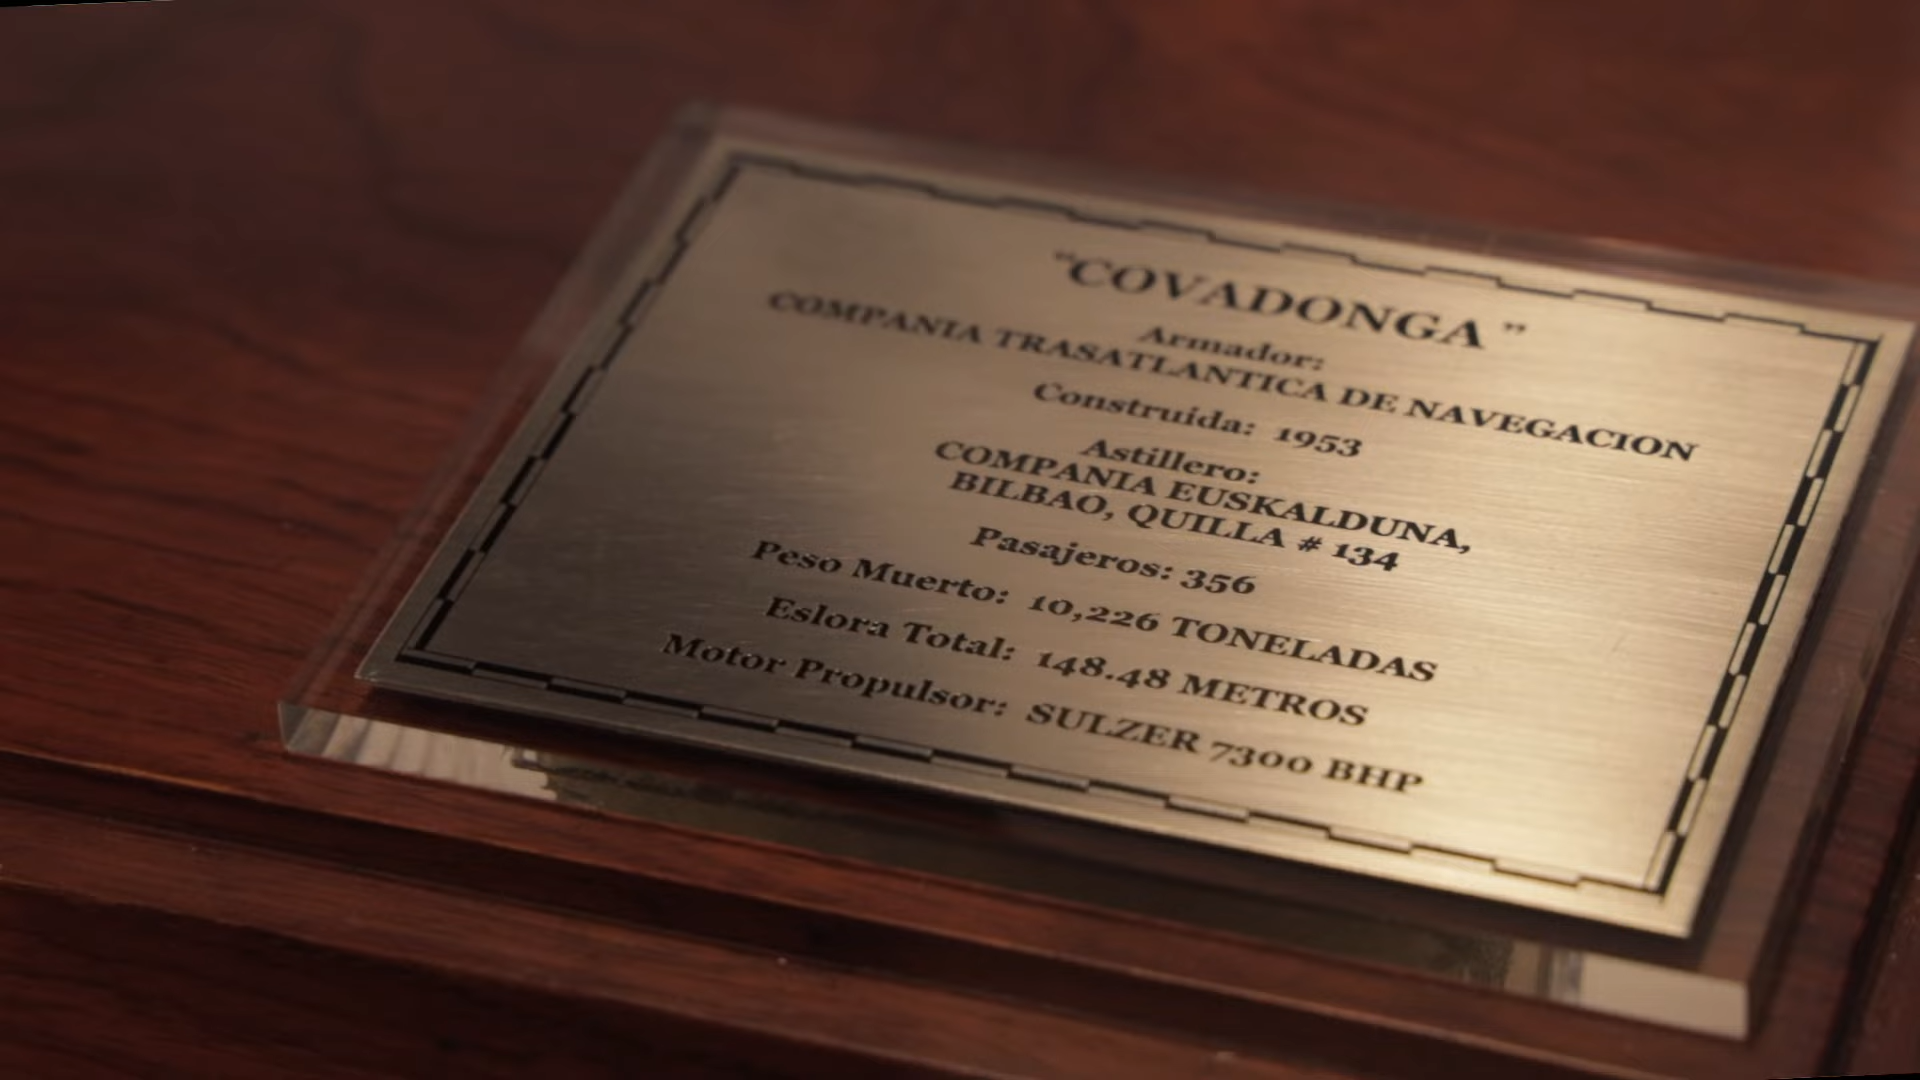 "COVADONGA"
Armador:
COMPANIA TRASATLANTICA DE NAVEGACION
Construida: 1953
Astillero:
COMPANIA EUSKALDUNA,
BILBAO, QUILLA # 134
Pasajeros: 356
Peso Muerto: 10,226 TONELADAS
Eslora Total: 148.48 METROS
Motor Propulsor: SULZER 7300 BHP